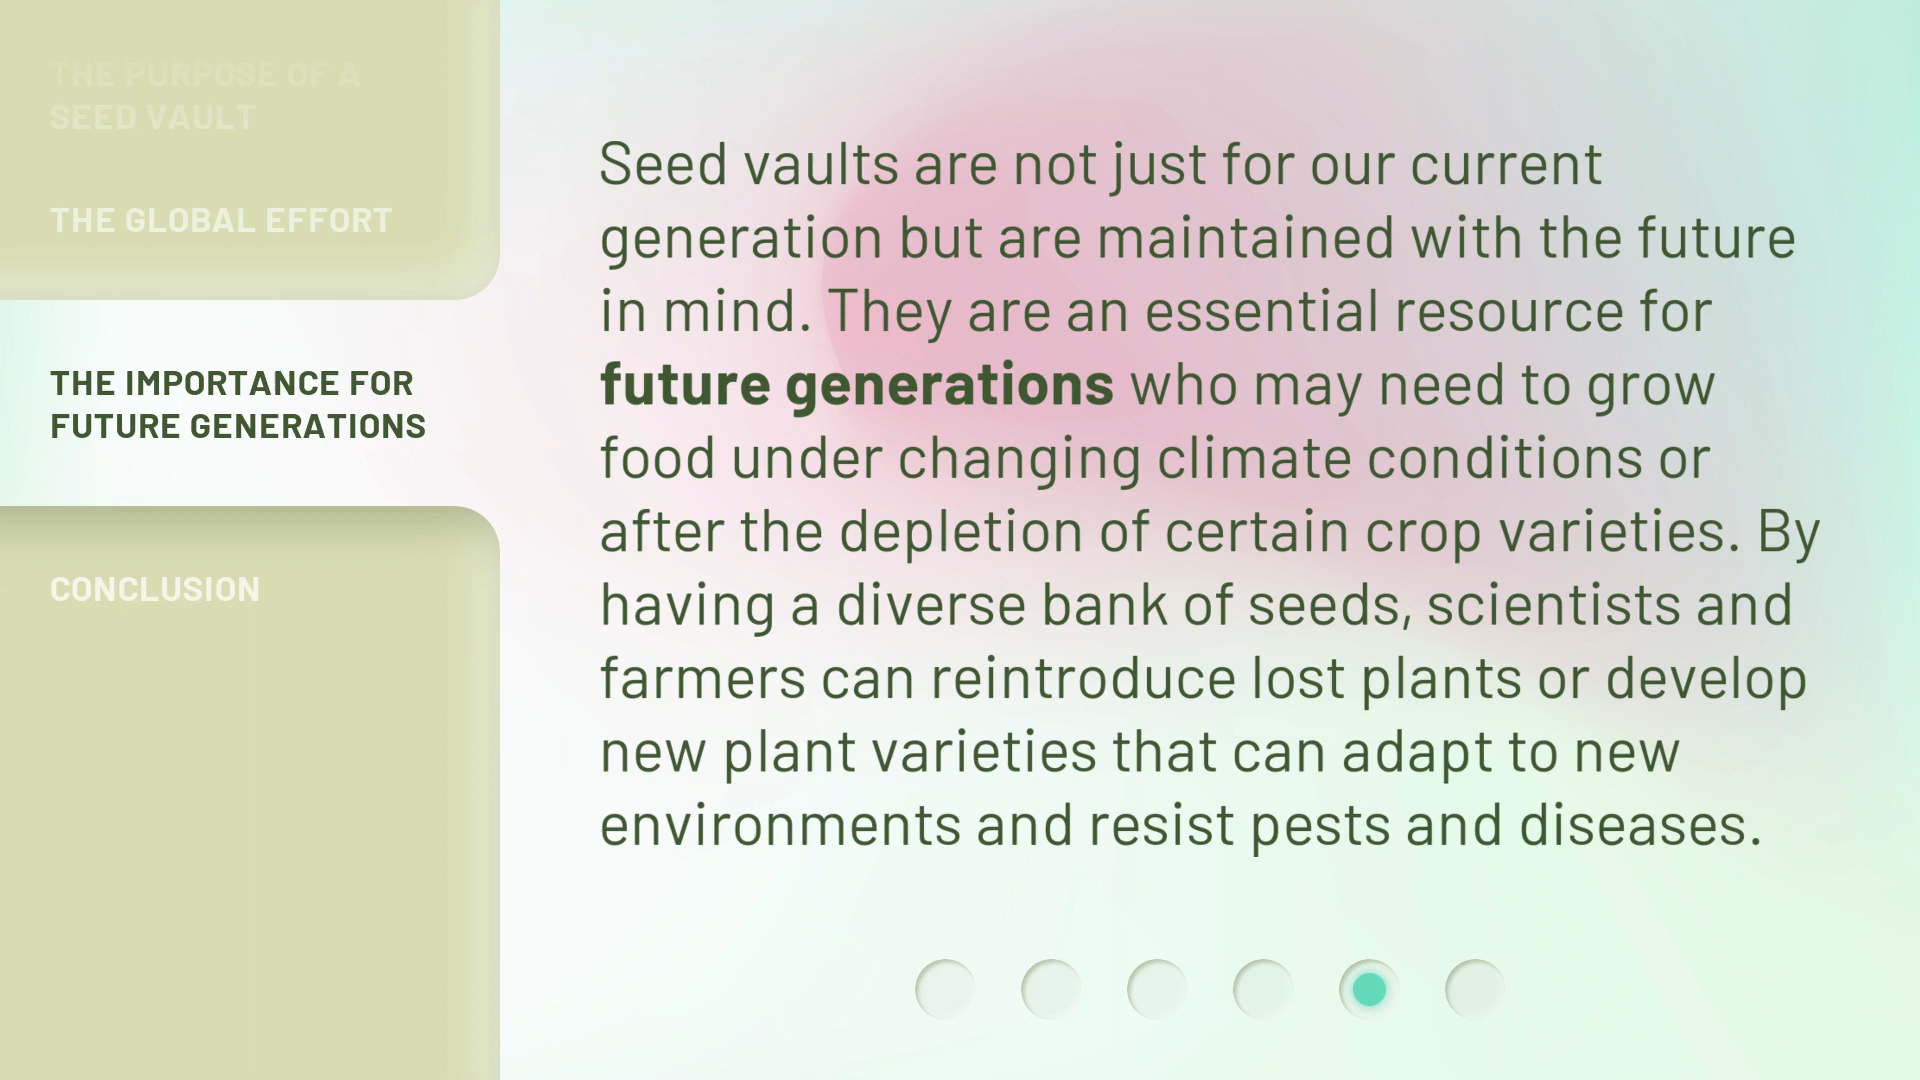 THE PURPOSE OF A
SEED VAULT
THE GLOBAL EFFORT
THE IMPORTANCE FOR
FUTURE GENERATIONS
CONCLUSION
Seed vaults are not just for our current
generation but are maintained with the future
in mind. They are an essential resource for
future generations who may need to grow
food under changing climate conditions or
after the depletion of certain crop varieties. By
having a diverse bank of seeds, scientists and
farmers can reintroduce lost plants or develop
new plant varieties that can adapt to new
environments and resist pests and diseases.